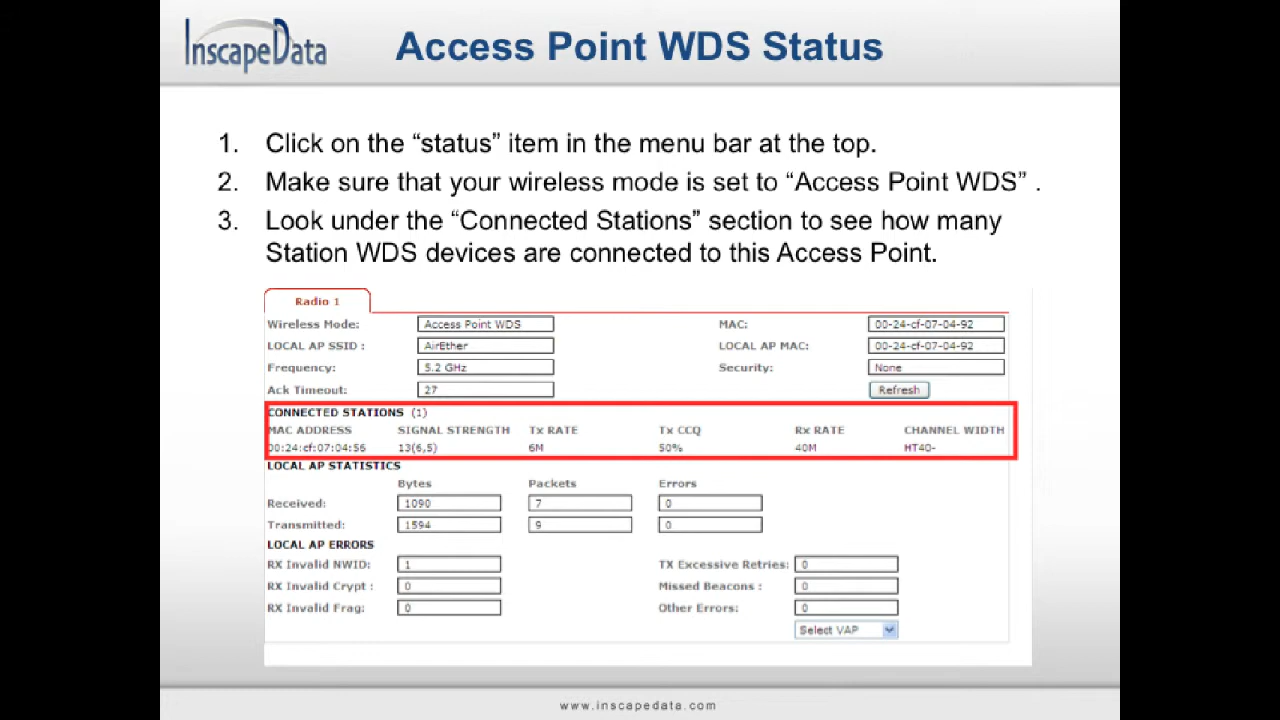 InscapeData
Access Point WDS Status
1. Click on the “status” item in the menu bar at the top.
2. Make sure that your wireless mode is set to “Access Point WDS” .
3. Look under the “Connected Stations” section to see how many
Station WDS devices are connected to this Access Point.
Radio 1
Wireless Mode: Access Point WDS MAC: 00-24-cf-07-04-92
LOCAL AP SSID : AirEther LOCAL AP MAC: 00-24-cf-07-04-92
Frequency: 5.2 GHz Security: None
Ack Timeout: 27 Refresh
CONNECTED STATIONS (1)
MAC ADDRESS SIGNAL STRENGTH Tx RATE Tx CCQ Rx RATE CHANNEL WIDTH
00:24:cf:07:04:56 13(6,5) 6M 50% 40M HT40-
LOCAL AP STATISTICS
Bytes Packets Errors
Received: 1090 7 0
Transmitted: 1594 9 0
LOCAL AP ERRORS
RX Invalid NWID: 1 TX Excessive Retries: 0
RX Invalid Crypt : 0 Missed Beacons : 0
RX Invalid Frag: 0 Other Errors: 0
Select VAP
www.inscapedata.com